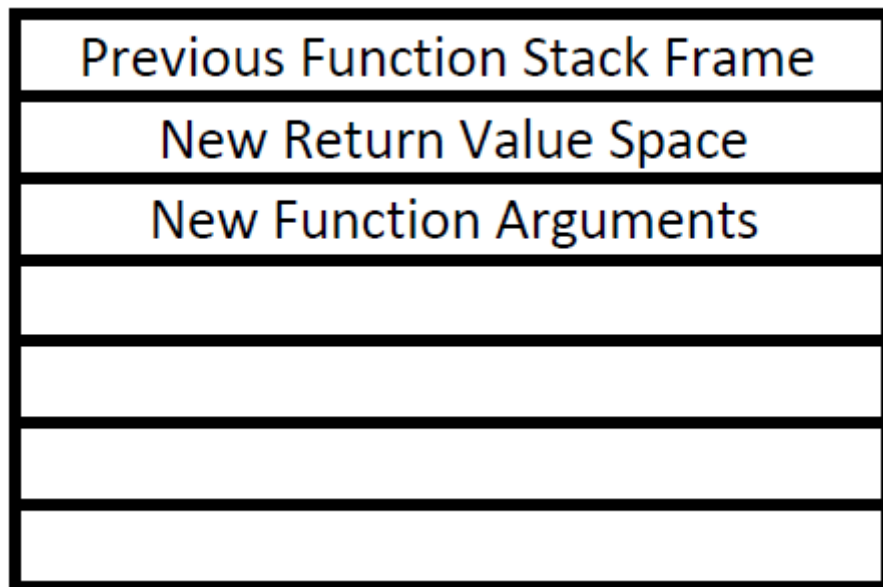 Previous Function Stack Frame
New Return Value Space
New Function Arguments